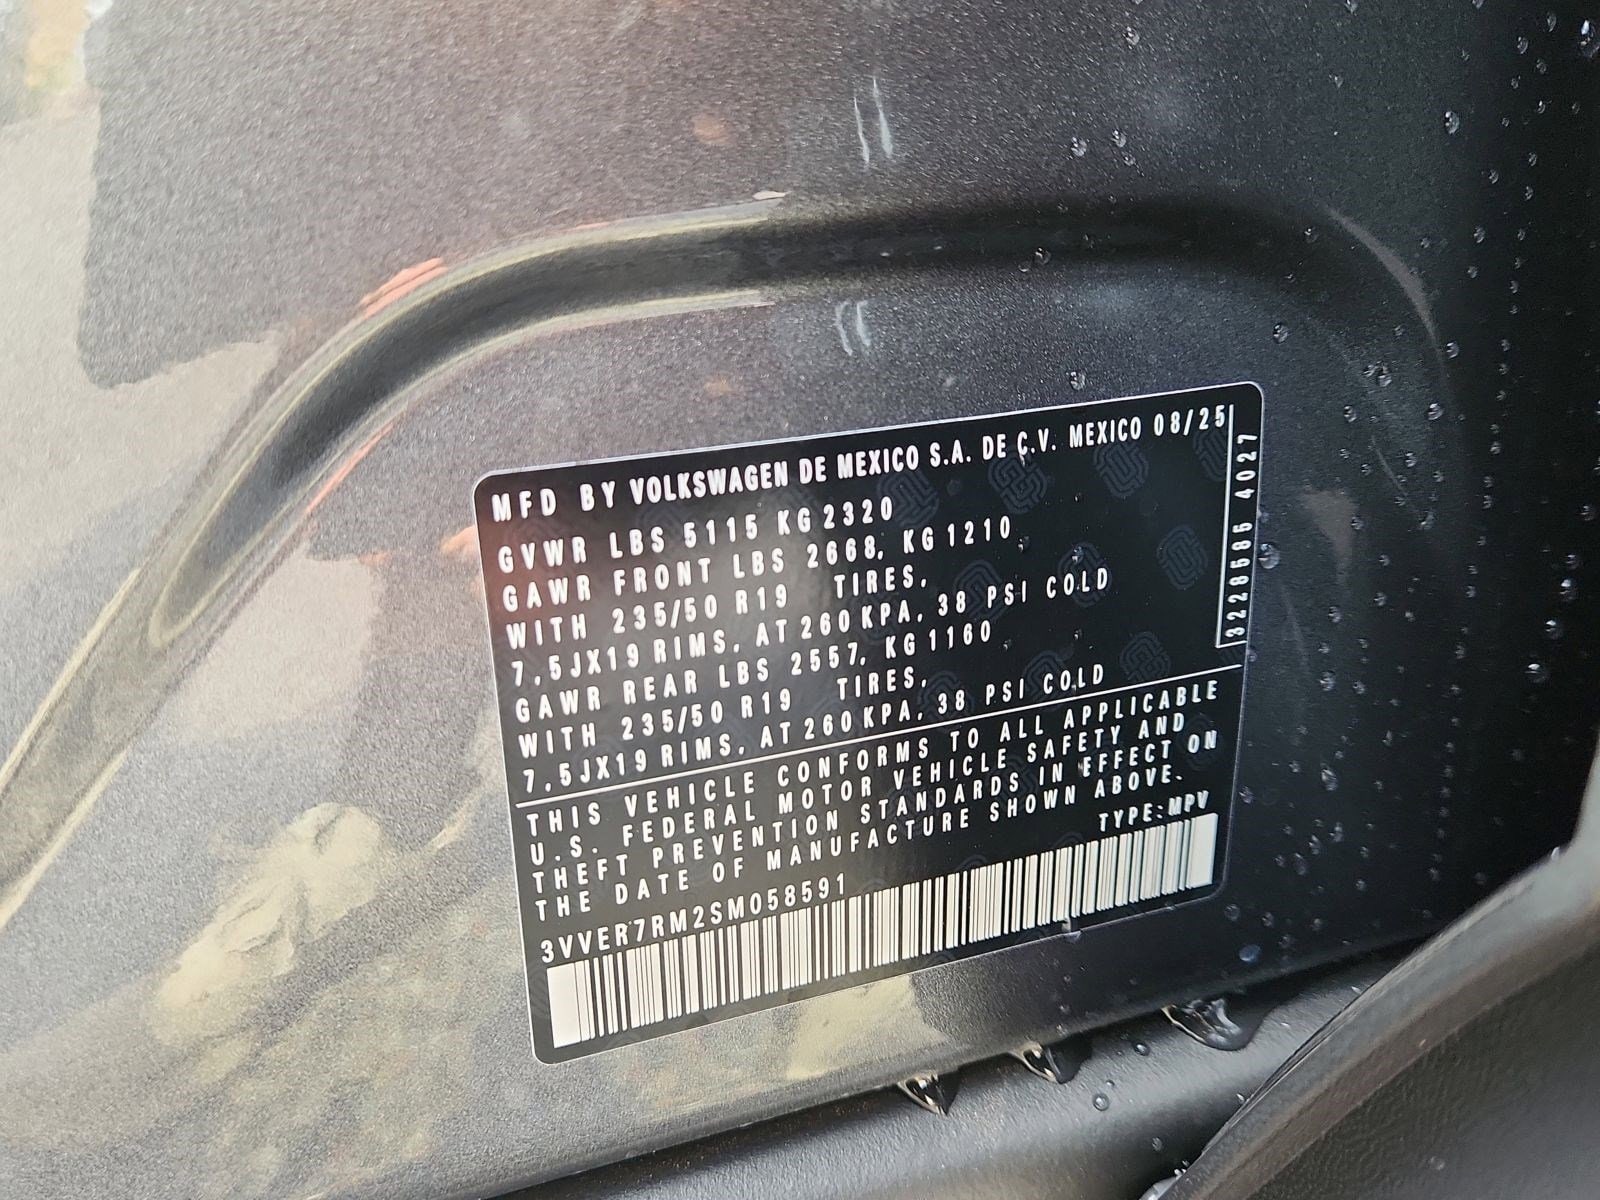 MFD BY VOLKSWAGEN DE MEXICO S.A. DE C.V. MEXICO 08/25
GVWR LBS 5115 KG 2320
GAWR FRONT LBS 2668, KG 1210
WITH 235/50 R19 TIRES,
7,5JX19 RIMS, AT 260 KPA, 38 PSI COLD
GAWR REAR LBS 2557, KG 1160
WITH 235/50 R19 TIRES,
7,5JX19 RIMS, AT 260 KPA, 38 PSI COLD
3228585 4027
THIS VEHICLE CONFORMS TO ALL APPLICABLE
U.S. FEDERAL MOTOR VEHICLE SAFETY AND
THEFT PREVENTION STANDARDS IN EFFECT ON
THE DATE OF MANUFACTURE SHOWN ABOVE.
TYPE:MPV
3VVER7RM2SM058591